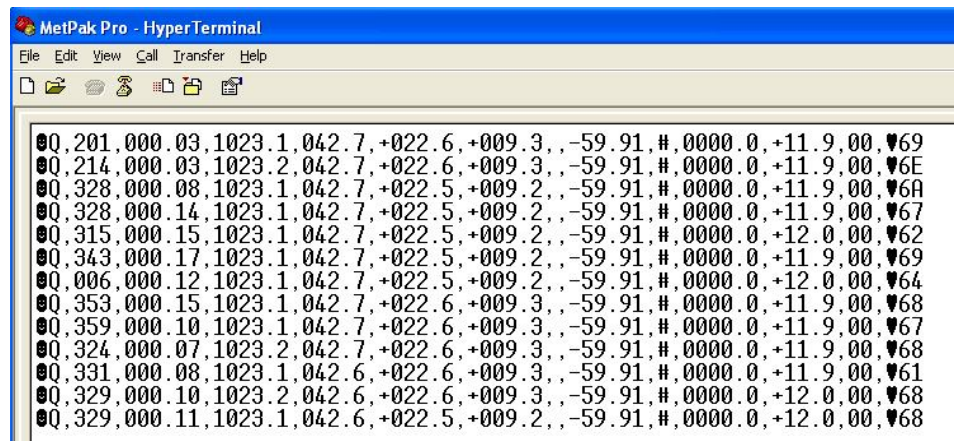 MetPak Pro - HyperTerminal
File Edit View Call Transfer Help
☻Q,201,000.03,1023.1,042.7,+022.6,+009.3,,-59.91,#,0000.0,+11.9,00,♥69
☻Q,214,000.03,1023.2,042.7,+022.6,+009.3,,-59.91,#,0000.0,+11.9,00,♥6E
☻Q,328,000.08,1023.1,042.7,+022.5,+009.2,,-59.91,#,0000.0,+11.9,00,♥6A
☻Q,328,000.14,1023.1,042.7,+022.5,+009.2,,-59.91,#,0000.0,+11.9,00,♥67
☻Q,315,000.15,1023.1,042.7,+022.5,+009.2,,-59.91,#,0000.0,+12.0,00,♥62
☻Q,343,000.17,1023.1,042.7,+022.5,+009.2,,-59.91,#,0000.0,+11.9,00,♥69
☻Q,006,000.12,1023.1,042.7,+022.5,+009.2,,-59.91,#,0000.0,+12.0,00,♥64
☻Q,353,000.15,1023.1,042.7,+022.6,+009.3,,-59.91,#,0000.0,+11.9,00,♥68
☻Q,359,000.10,1023.1,042.7,+022.6,+009.3,,-59.91,#,0000.0,+11.9,00,♥67
☻Q,324,000.07,1023.2,042.7,+022.6,+009.3,,-59.91,#,0000.0,+11.9,00,♥68
☻Q,331,000.08,1023.1,042.6,+022.6,+009.3,,-59.91,#,0000.0,+11.9,00,♥61
☻Q,329,000.10,1023.2,042.6,+022.6,+009.3,,-59.91,#,0000.0,+12.0,00,♥68
☻Q,329,000.11,1023.1,042.6,+022.5,+009.2,,-59.91,#,0000.0,+12.0,00,♥68